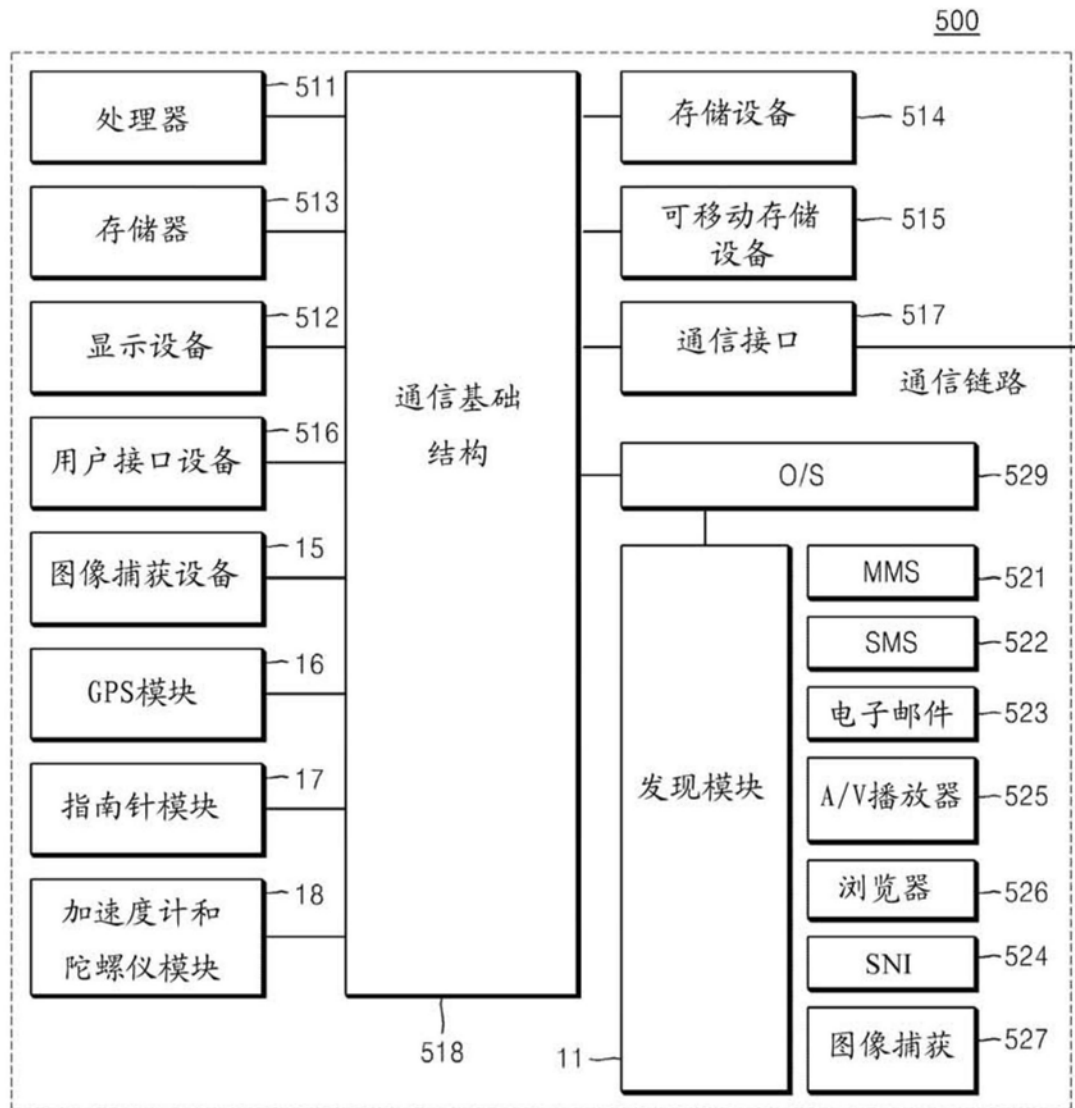 500
处理器
511
存储器
513
显示设备
512
用户接口设备
516
图像捕获设备
15
GPS模块
16
指南针模块
17
加速度计和
陀螺仪模块
18
通信基础
结构
518
存储设备
514
可移动存储
设备
515
通信接口
517
通信链路
O/S
529
发现模块
11
MMS
521
SMS
522
电子邮件
523
A/V播放器
525
浏览器
526
SNI
524
图像捕获
527